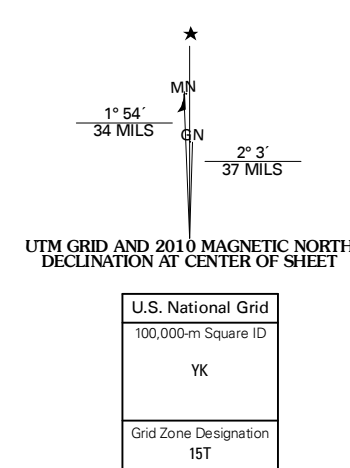 ★
MN
1° 54´
34 MILS
GN
2° 3´
37 MILS
UTM GRID AND 2010 MAGNETIC NORTH
DECLINATION AT CENTER OF SHEET
U.S. National Grid
100,000-m Square ID
YK
Grid Zone Designation
15T